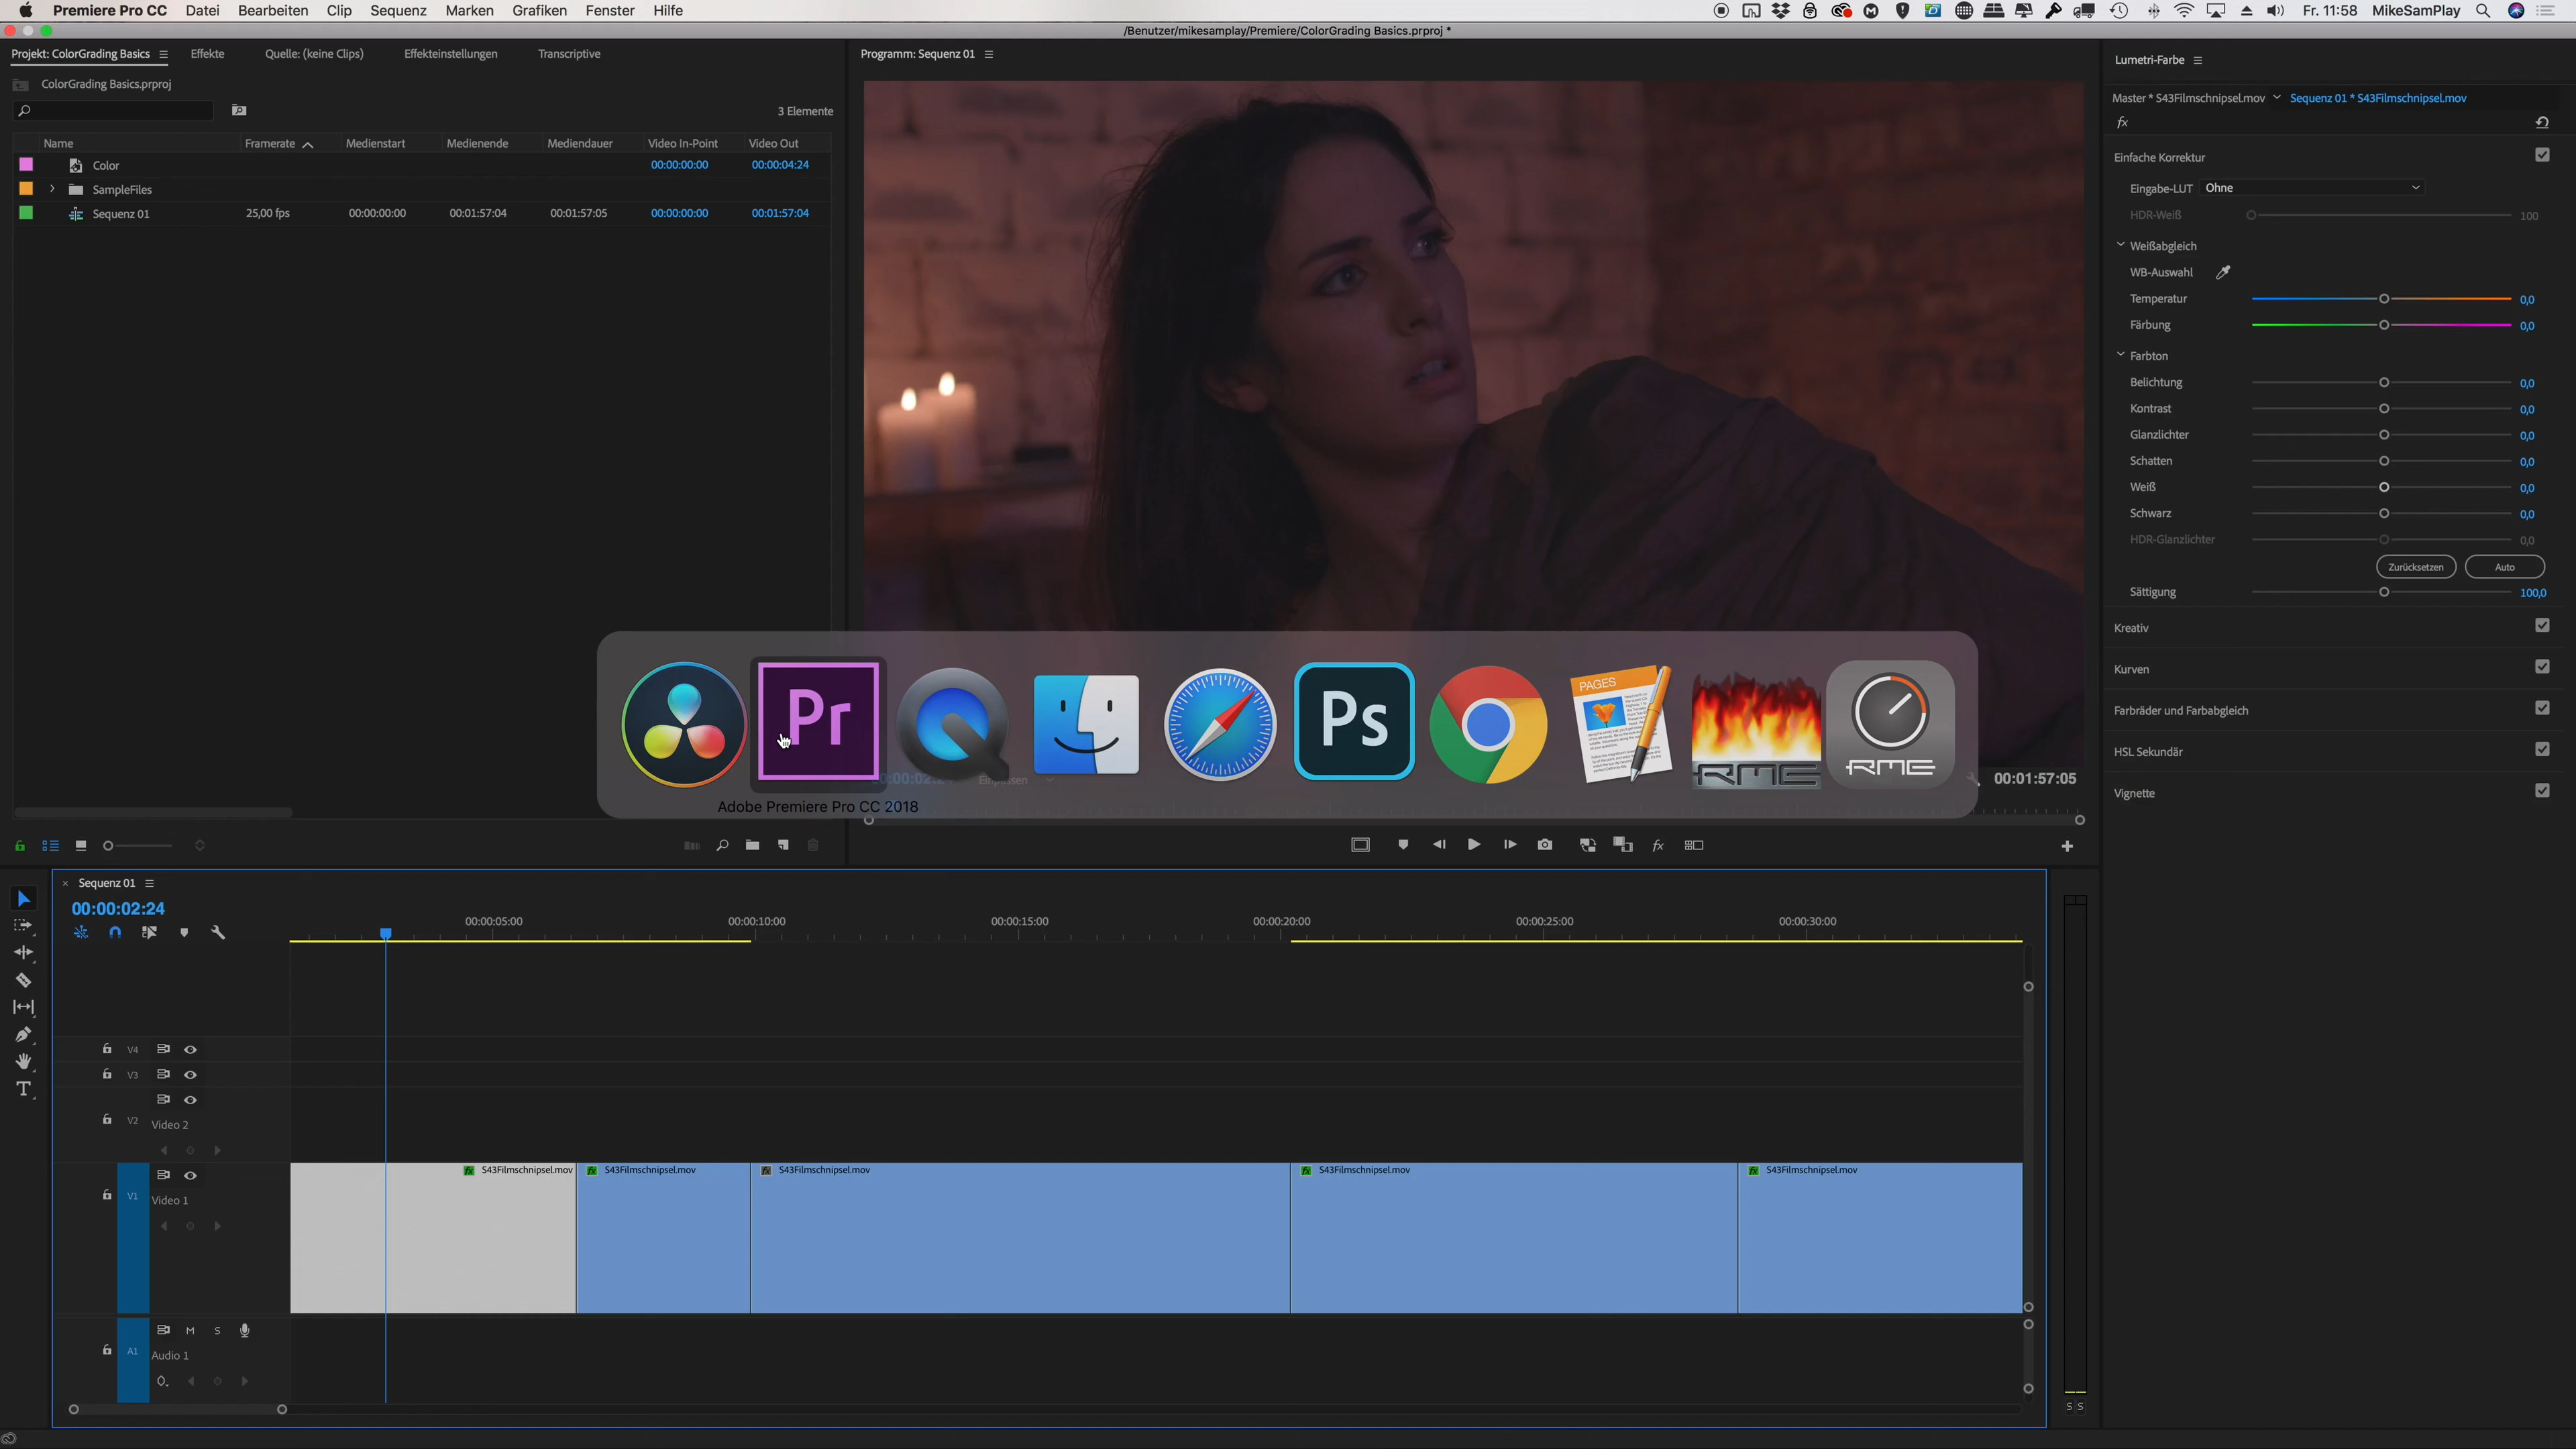 Premiere Pro CC Datei Bearbeiten Clip Sequenz Marken Grafiken Fenster Hilfe Fr. 11:58 MikeSamPlay
/Benutzer/mikesamplay/Premiere/ColorGrading Basics.prproj *
Projekt: ColorGrading Basics Effekte Quelle: (keine Clips) Effekteinstellungen Transcriptive
Programm: Sequenz 01
Lumetri-Farbe
ColorGrading Basics.prproj
3 Elemente
Name Framerate Medienstart Medienende Mediendauer Video In-Point Video Out
Color 00:00:00:00 00:00:04:24
SampleFiles
Sequenz 01 25,00 fps 00:00:00:00 00:01:57:04 00:01:57:05 00:00:00:00 00:01:57:04
Master * S43Filmschnipsel.mov Sequenz 01 * S43Filmschnipsel.mov
fx
Einfache Korrektur
Eingabe-LUT Ohne
HDR-Weiß 100
Weißabgleich
WB-Auswahl
Temperatur 0,0
Färbung 0,0
Farbton
Belichtung 0,0
Kontrast 0,0
Glanzlichter 0,0
Schatten 0,0
Weiß 0,0
Schwarz 0,0
HDR-Glanzlichter 0,0
Zurücksetzen Auto
Sättigung 100,0
Kreativ
Kurven
Farbräder und Farbabgleich
HSL Sekundär
Vignette
Pr Ps PAGES RME RME
Einpassen 00:01:57:05
Adobe Premiere Pro CC 2018
fx
Sequenz 01
00:00:02:24
00:00:05:00 00:00:10:00 00:00:15:00 00:00:20:00 00:00:25:00 00:00:30:00
V4
V3
V2
Video 2
fx S43Filmschnipsel.mov fx S43Filmschnipsel.mov fx S43Filmschnipsel.mov fx S43Filmschnipsel.mov fx S43Filmschnipsel.mov
V1
Video 1
M S
A1
Audio 1
S S